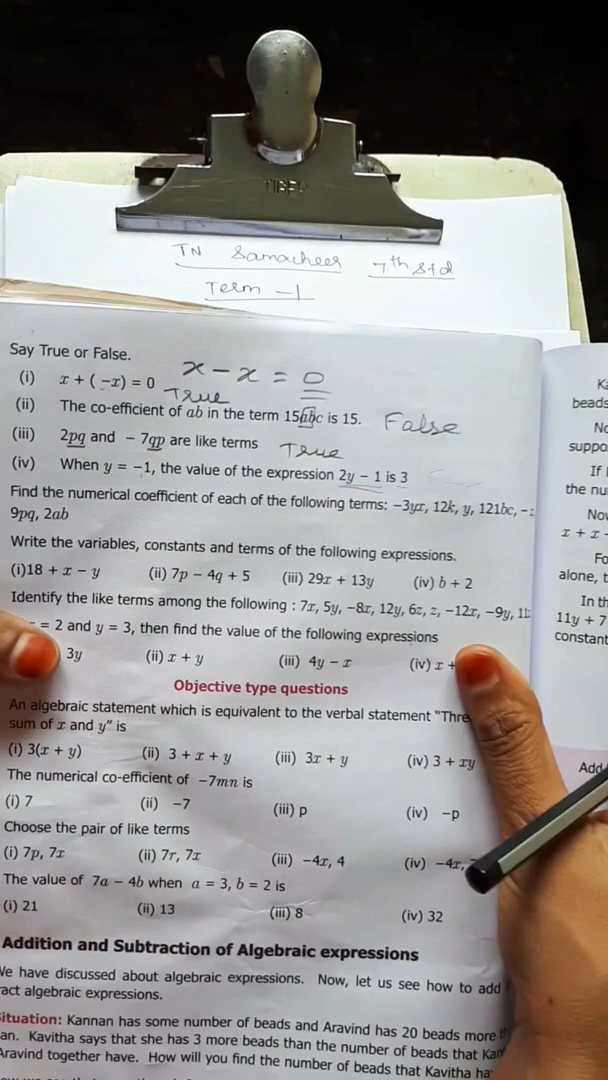 TN Samacheer 7th Std
Term -1
Say True or False.
(i) x + ( −x) = 0 x − x = 0
True
(ii) The co-efficient of ab in the term 15abc is 15. False
(iii) 2pq and − 7qp are like terms True
(iv) When y = −1, the value of the expression 2y − 1 is 3
Find the numerical coefficient of each of the following terms: −3yx, 12k, y, 121bc,
9pq, 2ab
Write the variables, constants and terms of the following expressions.
(i)18 + x − y (ii) 7p − 4q + 5 (iii) 29x + 13y (iv) b + 2
Identify the like terms among the following : 7x, 5y, −8x, 12y, 6z, z, −12x, −9y,
= 2 and y = 3, then find the value of the following expressions
3y (ii) x + y (iii) 4y − x (iv) x +
Objective type questions
An algebraic statement which is equivalent to the verbal statement “Thre
sum of x and y” is
(i) 3(x + y) (ii) 3 + x + y (iii) 3x + y (iv) 3 + xy
The numerical co-efficient of −7mn is
(i) 7 (ii) −7 (iii) p (iv) −p
Choose the pair of like terms
(i) 7p, 7x (ii) 7r, 7x (iii) −4x, 4 (iv) −4x,
The value of 7a − 4b when a = 3, b = 2 is
(i) 21 (ii) 13 (iii) 8 (iv) 32
Addition and Subtraction of Algebraic expressions
We have discussed about algebraic expressions. Now, let us see how to add
ract algebraic expressions.
Situation: Kannan has some number of beads and Aravind has 20 beads more
an. Kavitha says that she has 3 more beads than the number of beads that Kan
Aravind together have. How will you find the number of beads that Kavitha ha
Ka
beads
No
suppo
If
the nu
Nov
x + x
Fo
alone, t
In th
11y + 7
constant
Add